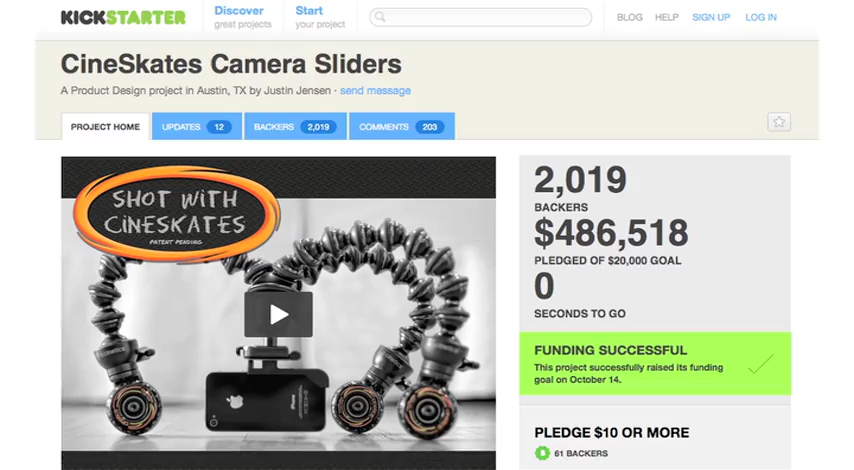 KICKSTARTER
Discover
great projects
Start
your project
BLOG HELP SIGN UP LOG IN
CineSkates Camera Sliders
A Product Design project in Austin, TX by Justin Jensen · send message
PROJECT HOME
UPDATES 12
BACKERS 2,019
COMMENTS 203
SHOT WITH
CINESKATES
PATENT PENDING
iPhone
2,019
BACKERS
$486,518
PLEDGED OF $20,000 GOAL
0
SECONDS TO GO
FUNDING SUCCESSFUL
This project successfully raised its funding
goal on October 14.
PLEDGE $10 OR MORE
61 BACKERS